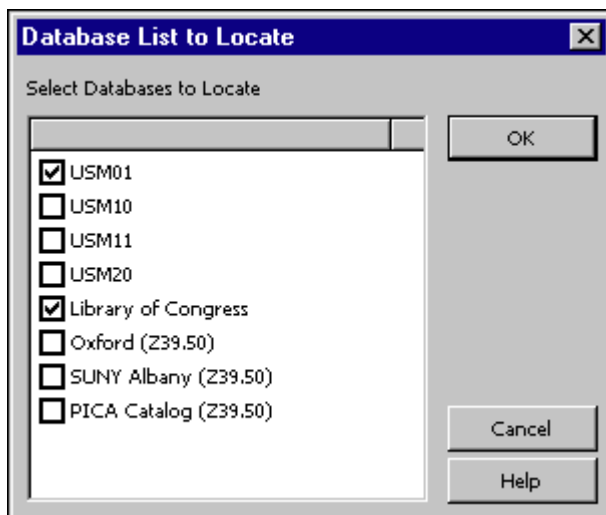 Database List to Locate
Select Databases to Locate
OK
USM01
USM10
USM11
USM20
Library of Congress
Oxford (Z39.50)
SUNY Albany (Z39.50)
PICA Catalog (Z39.50)
Cancel
Help